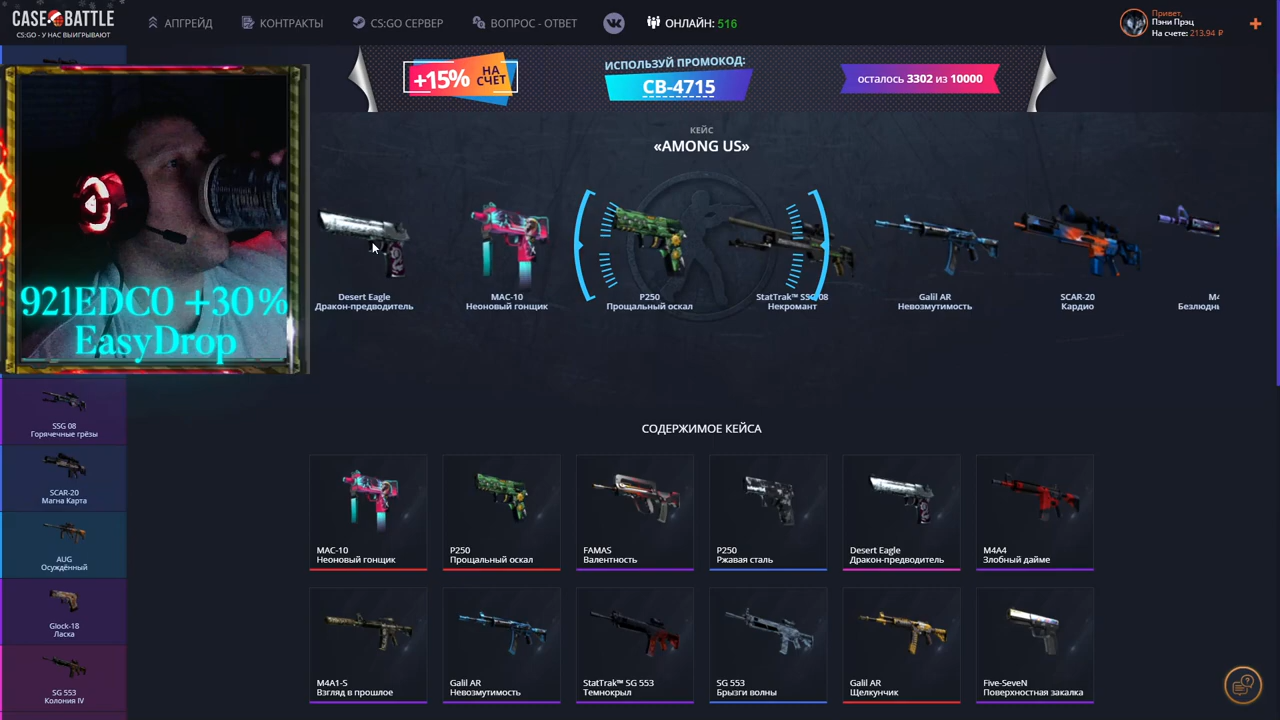 CASE BATTLE
CS:GO - У НАС ВЫИГРЫВАЮТ
АПГРЕЙД
КОНТРАКТЫ
CS:GO СЕРВЕР
ВОПРОС - ОТВЕТ
ОНЛАЙН: 516
Привет,
Пэни Прэц
На счете: 213.94 ₽
+
+15% НА СЧЕТ
ИСПОЛЬЗУЙ ПРОМОКОД:
CB-4715
осталось 3302 из 10000
КЕЙС
«AMONG US»
921EDC0 +30%
EasyDrop
Desert Eagle
Дракон-предводитель
MAC-10
Неоновый гонщик
P250
Прощальный оскал
StatTrak™ SSG 08
Некромант
Galil AR
Невозмутимость
SCAR-20
Кардио
СОДЕРЖИМОЕ КЕЙСА
SSG 08
Горячечные грёзы
SCAR-20
Магна Карта
AUG
Осуждённый
Glock-18
Ласка
SG 553
Колония IV
MAC-10
Неоновый гонщик
P250
Прощальный оскал
FAMAS
Валентность
P250
Ржавая сталь
Desert Eagle
Дракон-предводитель
M4A4
Злобный дайме
M4A1-S
Взгляд в прошлое
Galil AR
Невозмутимость
StatTrak™ SG 553
Темнокрыл
SG 553
Брызги волны
Galil AR
Щелкунчик
Five-SeveN
Поверхностная закалка